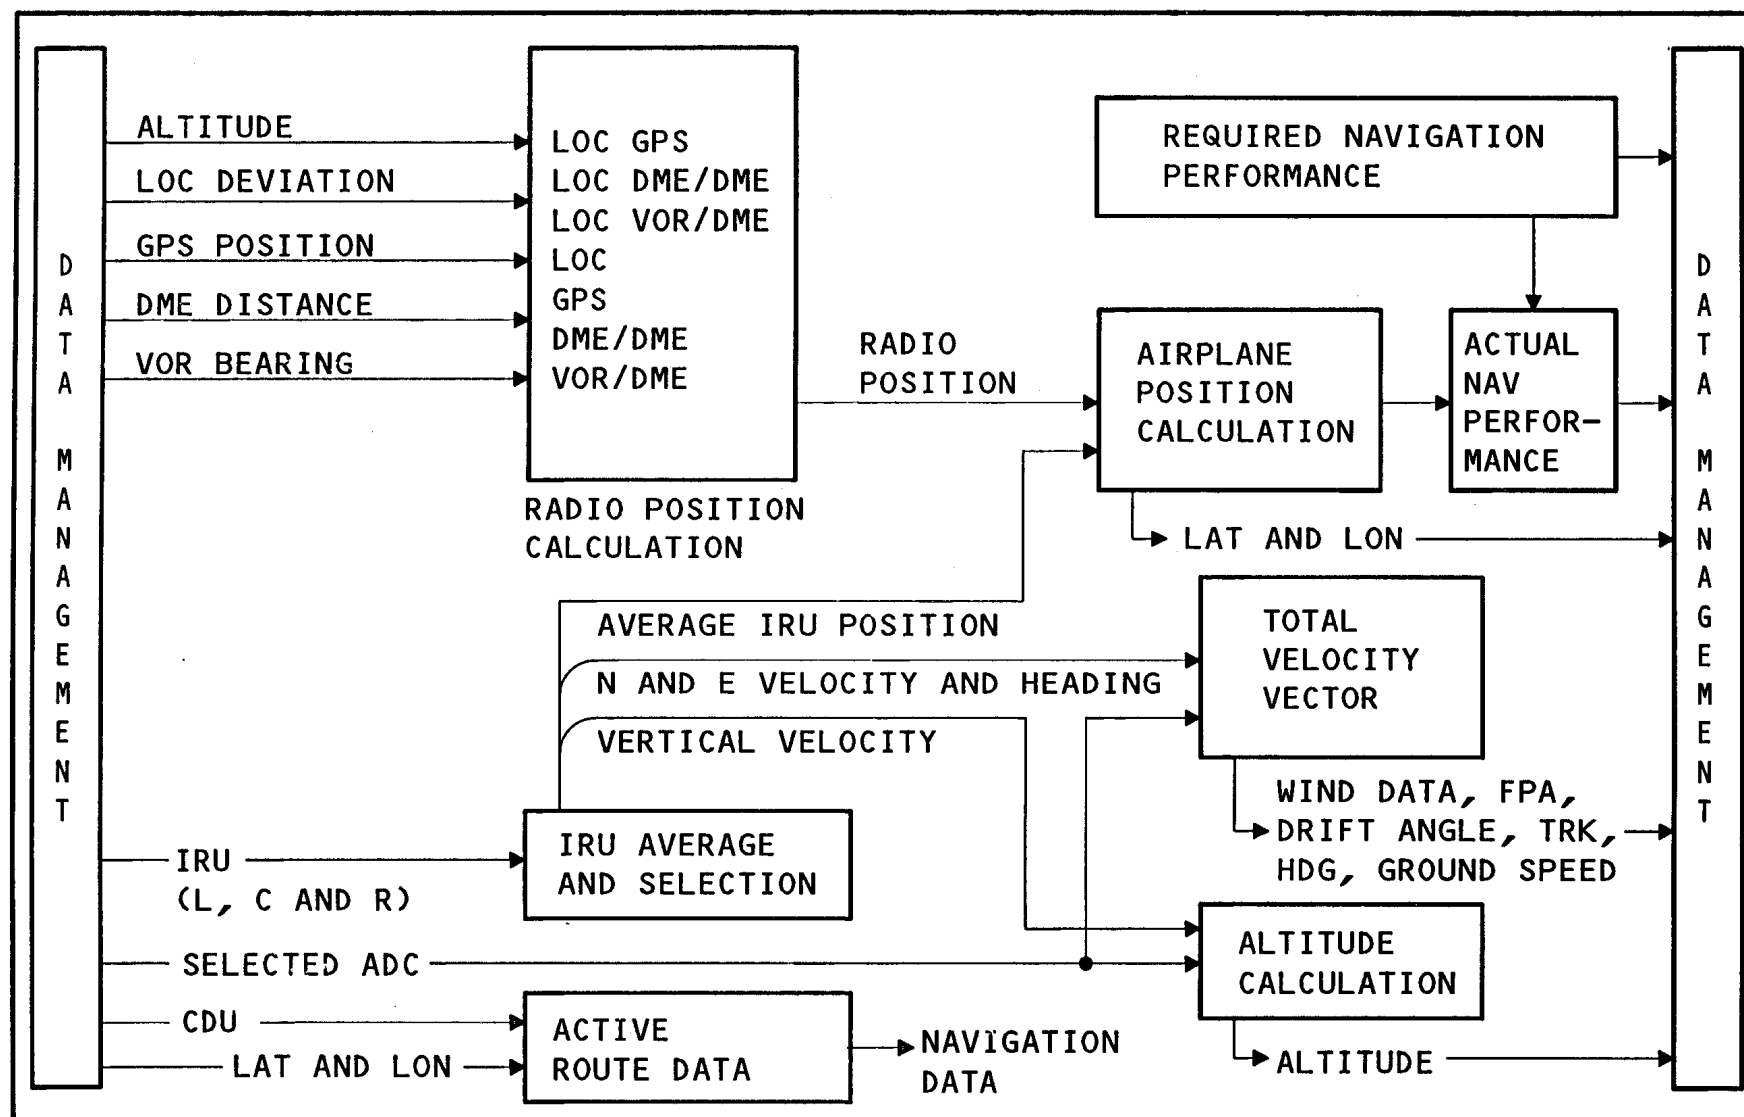 DATA MANAGEMENT
ALTITUDE
LOC DEVIATION
GPS POSITION
DME DISTANCE
VOR BEARING
LOC GPS
LOC DME/DME
LOC VOR/DME
LOC
GPS
DME/DME
VOR/DME
RADIO POSITION
CALCULATION
RADIO
POSITION
REQUIRED NAVIGATION
PERFORMANCE
AIRPLANE
POSITION
CALCULATION
ACTUAL
NAV
PERFOR-
MANCE
LAT AND LON
AVERAGE IRU POSITION
N AND E VELOCITY AND HEADING
VERTICAL VELOCITY
TOTAL
VELOCITY
VECTOR
WIND DATA, FPA,
DRIFT ANGLE, TRK,
HDG, GROUND SPEED
IRU
(L, C AND R)
IRU AVERAGE
AND SELECTION
SELECTED ADC
ALTITUDE
CALCULATION
CDU
LAT AND LON
ACTIVE
ROUTE DATA
NAVIGATION
DATA
ALTITUDE
DATA MANAGEMENT